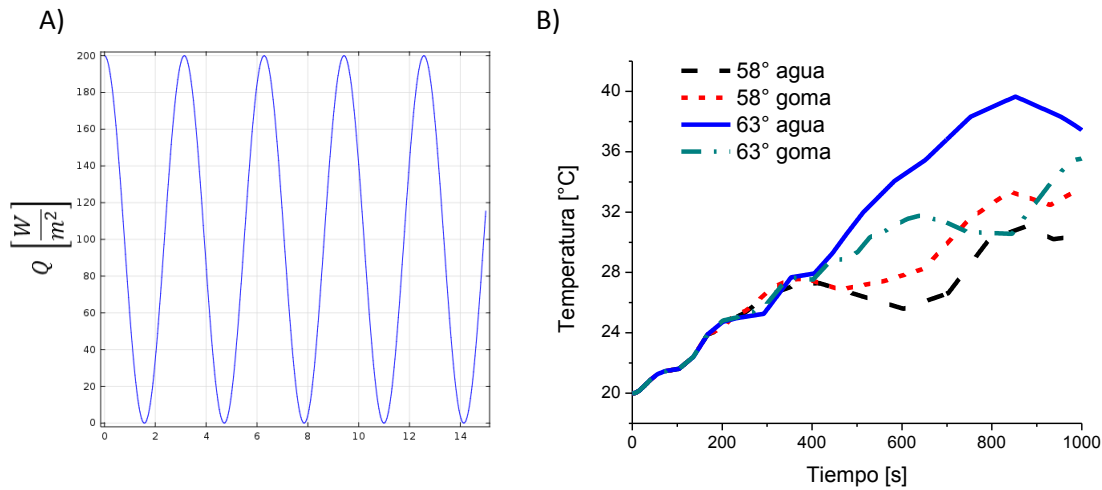 A)
200
180
160
140
120
100
80
60
40
20
0
0 2 4 6 8 10 12 14
Q [W/m²]
B)
58° agua
58° goma
63° agua
63° goma
40
36
32
28
24
20
0 200 400 600 800 1000
Temperatura [°C]
Tiempo [s]